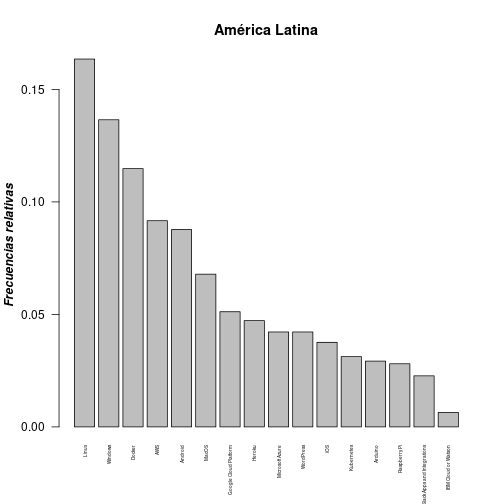 América Latina
Frecuencias relativas
0.15
0.10
0.05
0.00
Linux
Windows
Docker
AWS
Android
MacOS
Google Cloud Platform
Heroku
Microsoft Azure
WordPress
iOS
Kubernetes
Arduino
Raspberry Pi
Slack Apps and Integrations
IBM Cloud or Watson